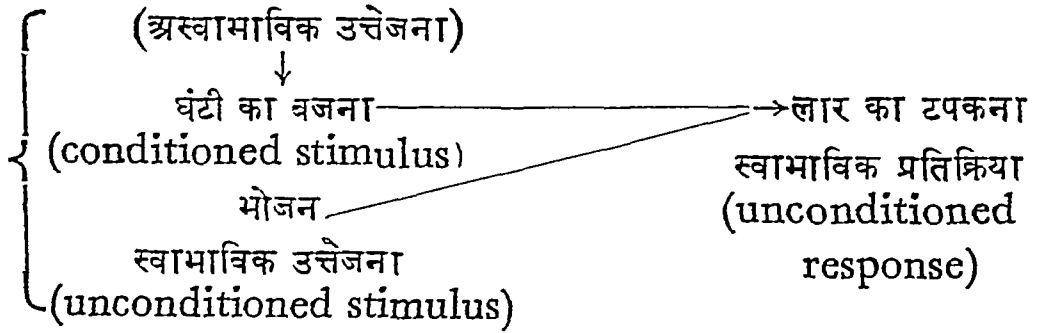 (अस्वाभाविक उत्तेजना)
↓
घंटी का बजना → लार का टपकना
(conditioned stimulus)
स्वाभाविक प्रतिक्रिया
भोजन
(unconditioned
स्वाभाविक उत्तेजना
response)
(unconditioned stimulus)